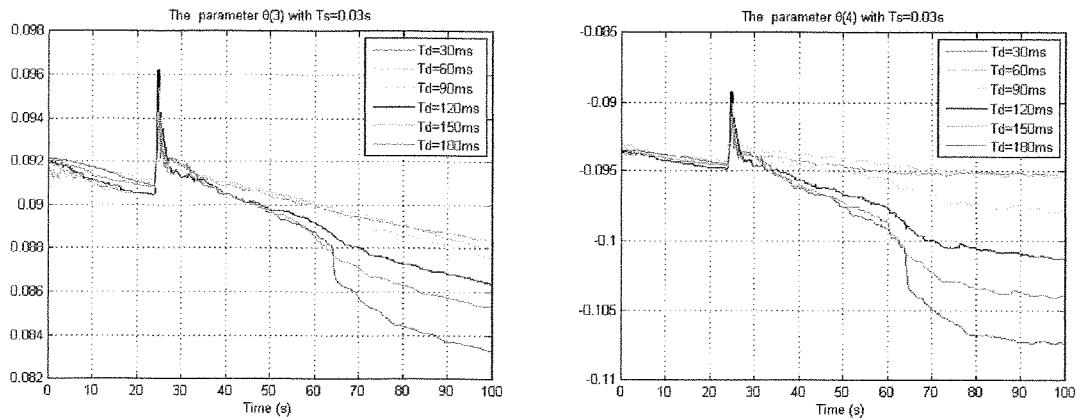 The parameter θ(3) with Ts=0.03s
0.098
0.096
0.094
0.092
0.09
0.088
0.086
0.084
0.082
Td=30ms
Td=60ms
Td=90ms
Td=120ms
Td=150ms
Td=180ms
0 10 20 30 40 50 60 70 80 90 100
Time (s)
The parameter θ(4) with Ts=0.03s
-0.085
-0.09
-0.095
-0.1
-0.105
-0.11
Td=30ms
Td=60ms
Td=90ms
Td=120ms
Td=150ms
Td=180ms
0 10 20 30 40 50 60 70 80 90 100
Time (s)